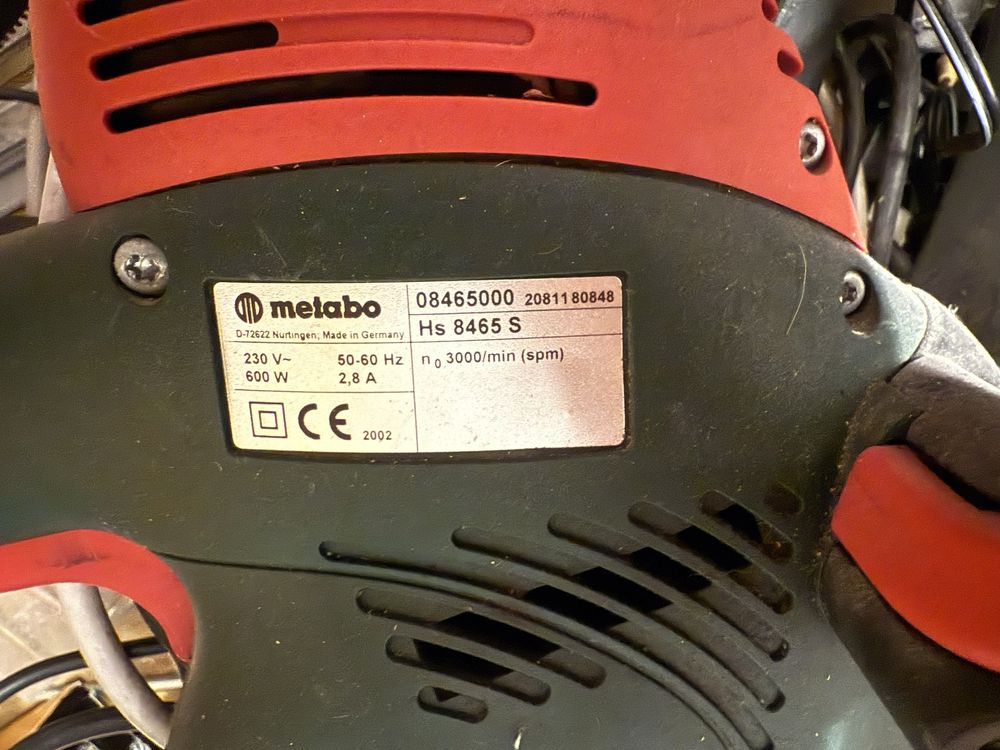 metabo
D-72622 Nürtingen; Made in Germany
230 V~ 50-60 Hz
600 W 2,8 A
CE 2002
08465000 2081180848
Hs 8465 S
n0 3000/min (spm)